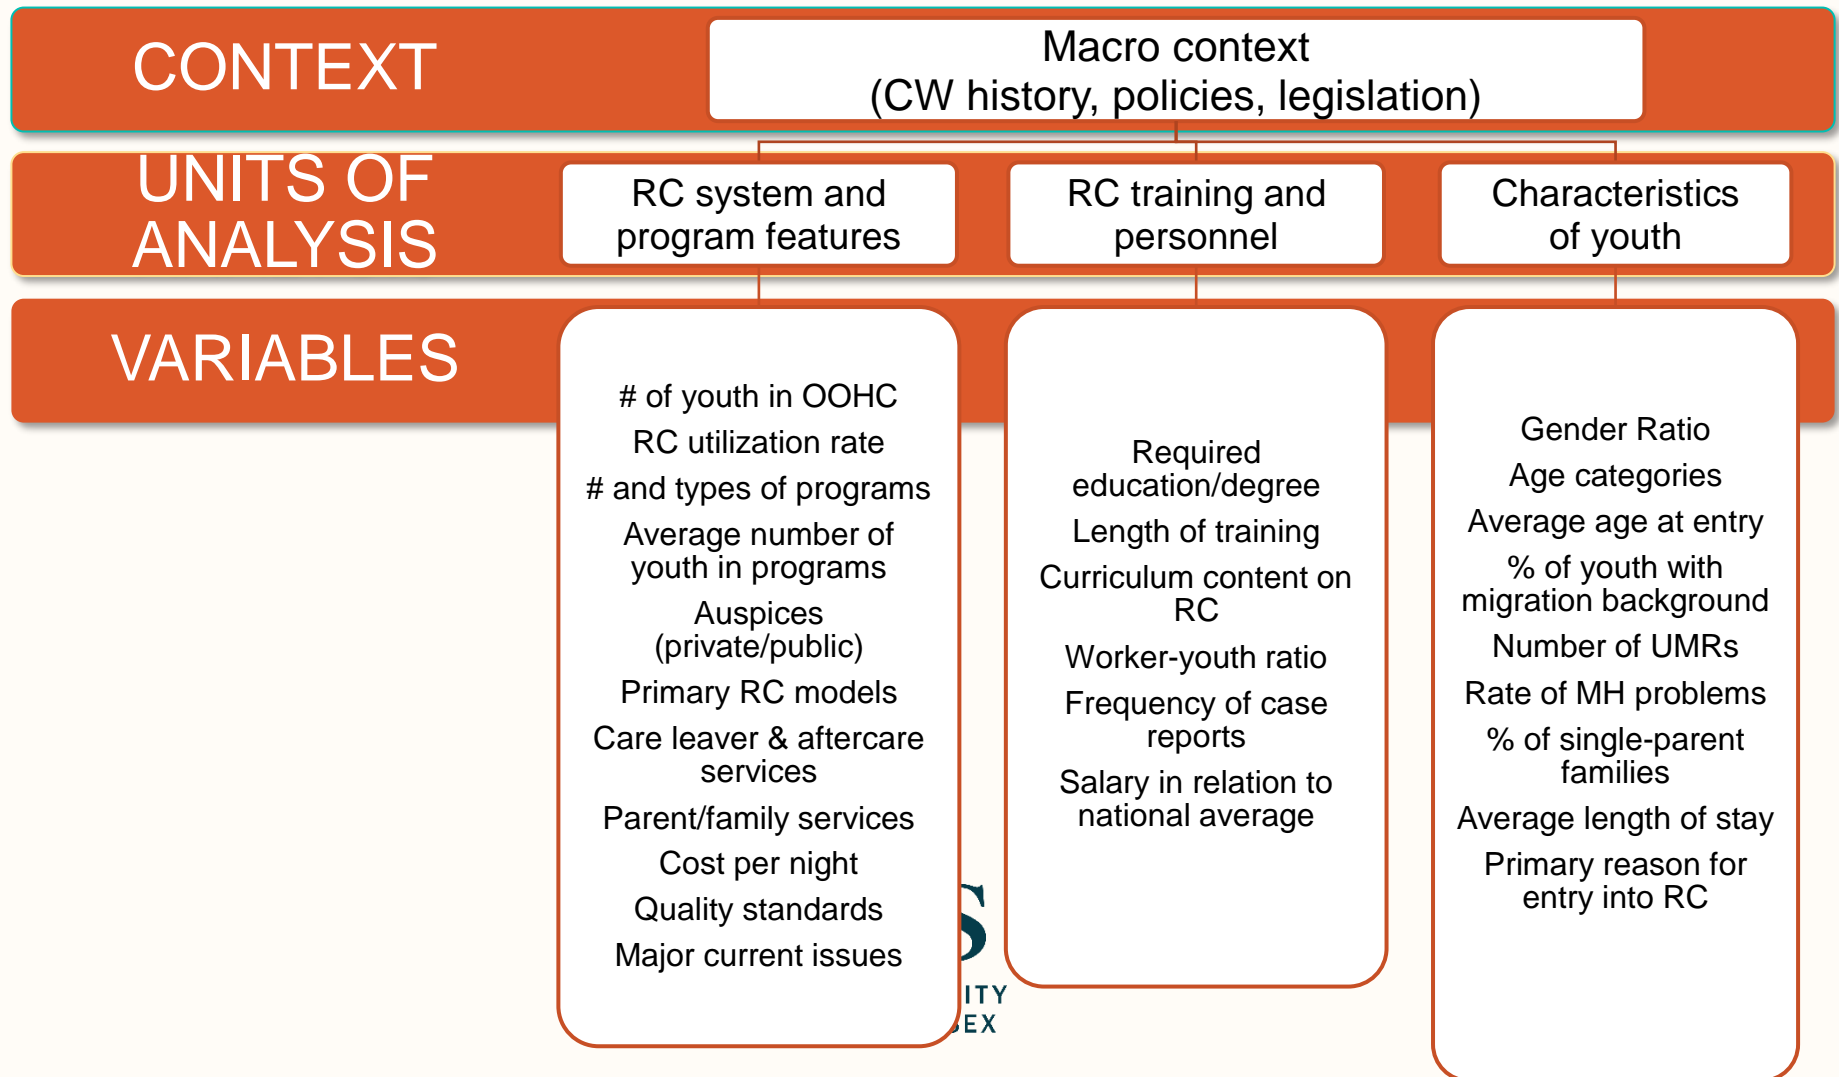 CONTEXT
Macro context
(CW history, policies, legislation)
UNITS OF
ANALYSIS
RC system and
program features
RC training and
personnel
Characteristics
of youth
VARIABLES
# of youth in OOHC
RC utilization rate
# and types of programs
Average number of
youth in programs
Auspices
(private/public)
Primary RC models
Care leaver & aftercare
services
Parent/family services
Cost per night
Quality standards
Major current issues
Required
education/degree
Length of training
Curriculum content on
RC
Worker-youth ratio
Frequency of case
reports
Salary in relation to
national average
Gender Ratio
Age categories
Average age at entry
% of youth with
migration background
Number of UMRs
Rate of MH problems
% of single-parent
families
Average length of stay
Primary reason for
entry into RC
S
ITY
EX